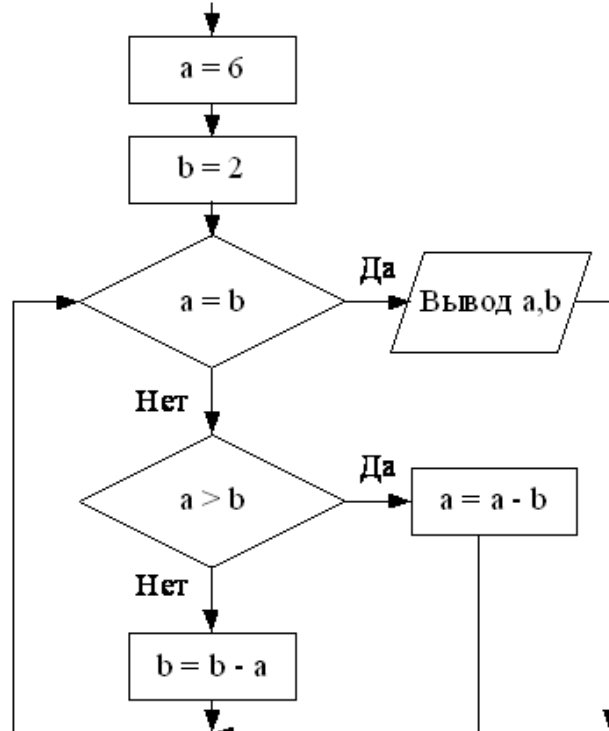 a = 6
b = 2
a = b
Да
Вывод a,b
Нет
a > b
Да
a = a - b
Нет
b = b - a